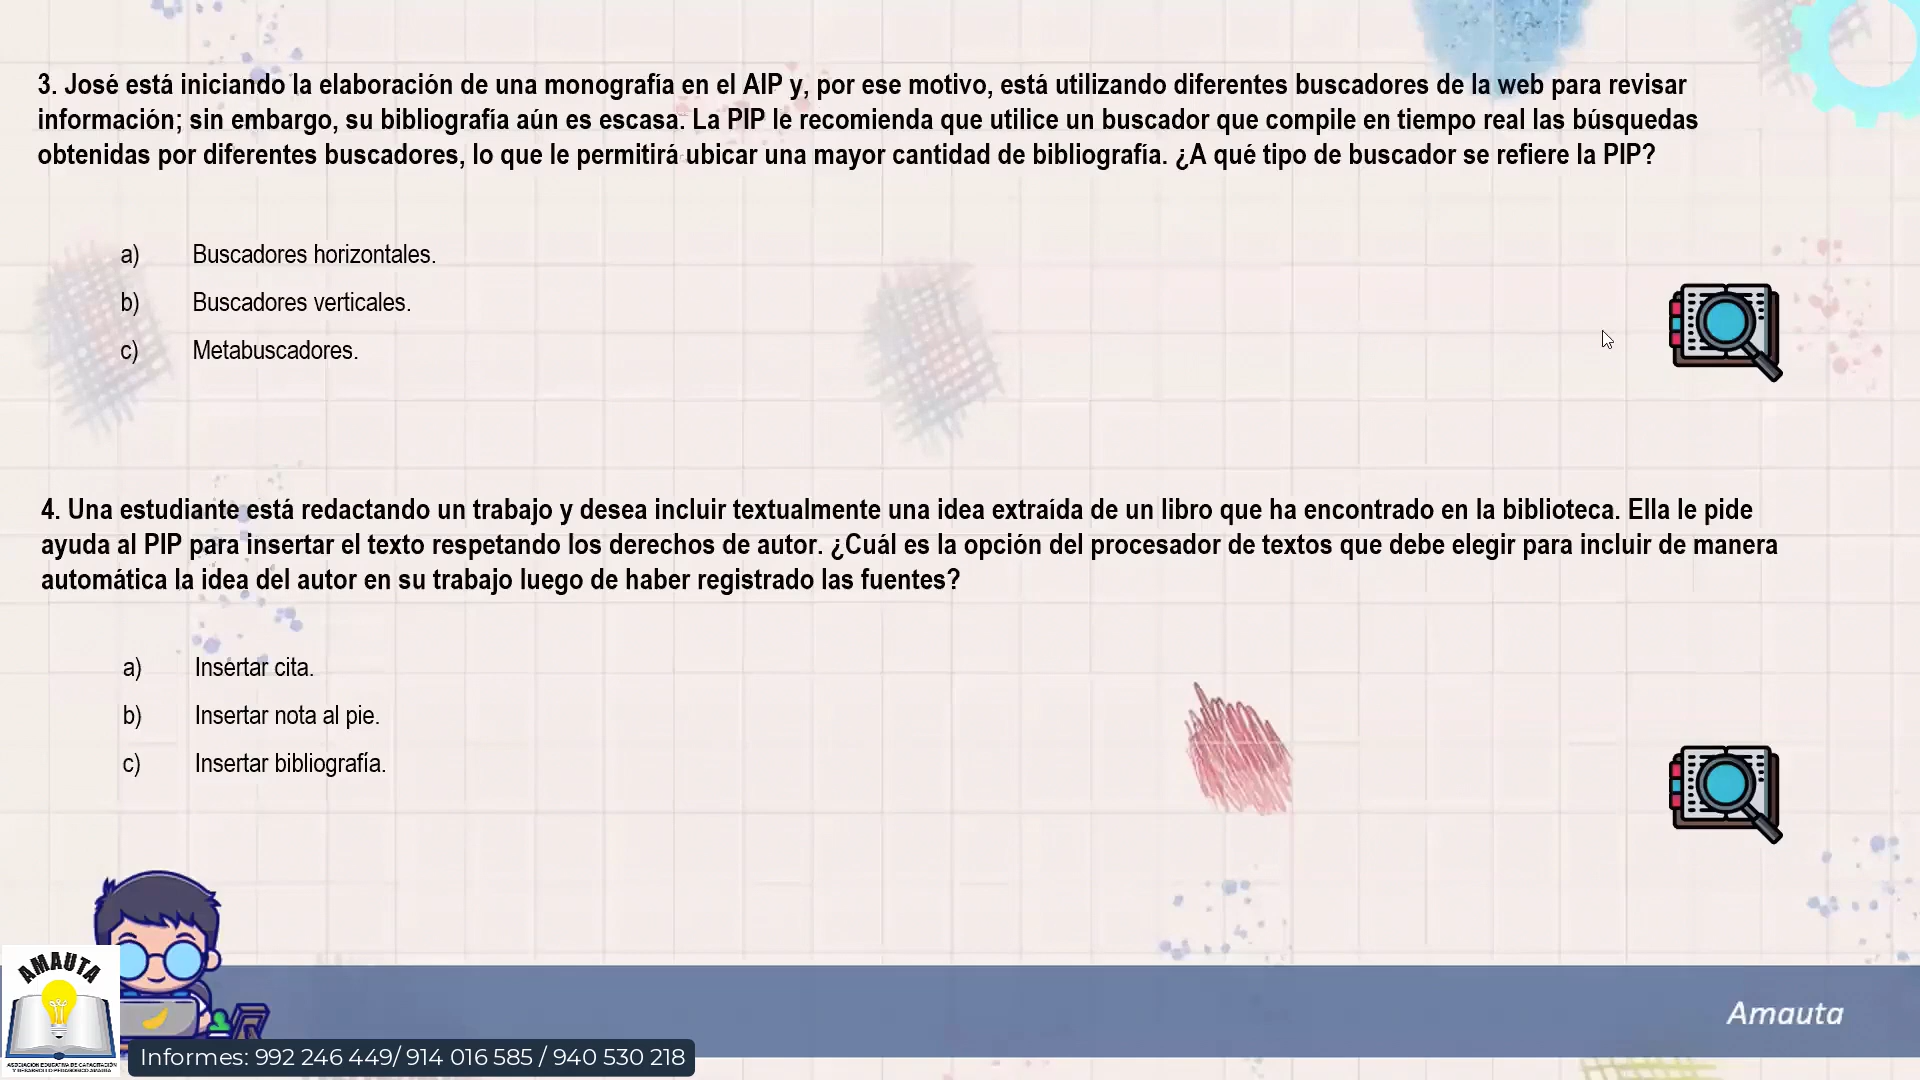 3. José está iniciando la elaboración de una monografía en el AIP y, por ese motivo, está utilizando diferentes buscadores de la web para revisar
información; sin embargo, su bibliografía aún es escasa. La PIP le recomienda que utilice un buscador que compile en tiempo real las búsquedas
obtenidas por diferentes buscadores, lo que le permitirá ubicar una mayor cantidad de bibliografía. ¿A qué tipo de buscador se refiere la PIP?
a) Buscadores horizontales.
b) Buscadores verticales.
c) Metabuscadores.
4. Una estudiante está redactando un trabajo y desea incluir textualmente una idea extraída de un libro que ha encontrado en la biblioteca. Ella le pide
ayuda al PIP para insertar el texto respetando los derechos de autor. ¿Cuál es la opción del procesador de textos que debe elegir para incluir de manera
automática la idea del autor en su trabajo luego de haber registrado las fuentes?
a) Insertar cita.
b) Insertar nota al pie.
c) Insertar bibliografía.
AMAUTA
ASOCIACION EDUCATIVA DE CAPACITACIÓN
Y DESARROLLO PEDAGOGICO AMAUTA
Amauta
Informes: 992 246 449/ 914 016 585 / 940 530 218